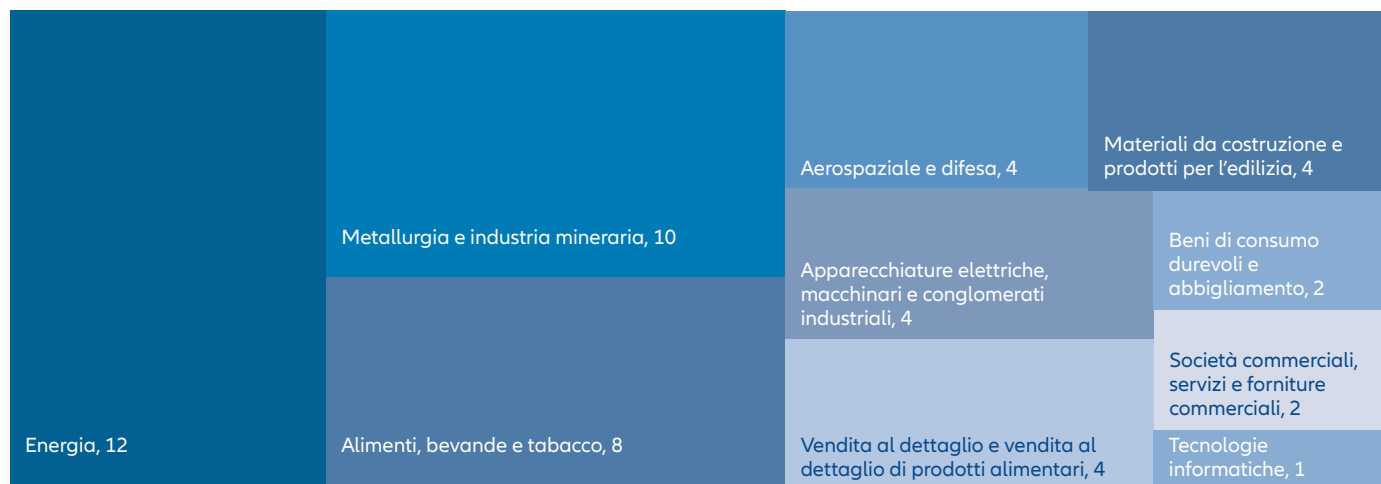 Energia, 12
Metallurgia e industria mineraria, 10
Alimenti, bevande e tabacco, 8
Aerospaziale e difesa, 4
Materiali da costruzione e
prodotti per l’edilizia, 4
Apparecchiature elettriche,
macchinari e conglomerati
industriali, 4
Beni di consumo
durevoli e
abbigliamento, 2
Vendita al dettaglio e vendita al
dettaglio di prodotti alimentari, 4
Società commerciali,
servizi e forniture
commerciali, 2
Tecnologie
informatiche, 1